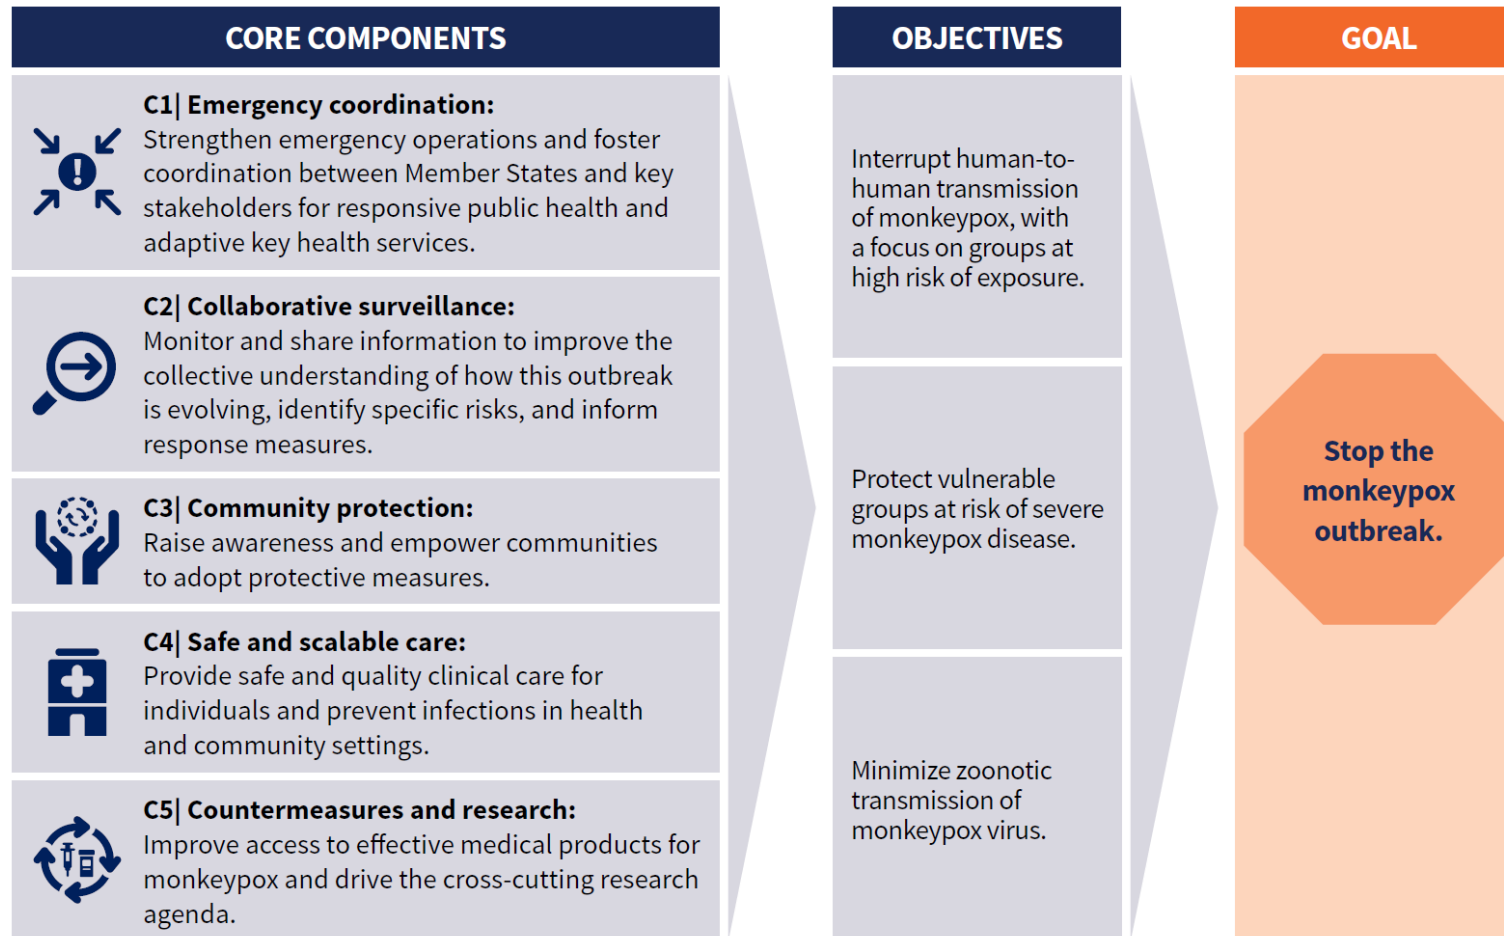 CORE COMPONENTS
C1| Emergency coordination:
Strengthen emergency operations and foster
coordination between Member States and key
stakeholders for responsive public health and
adaptive key health services.
C2| Collaborative surveillance:
Monitor and share information to improve the
collective understanding of how this outbreak
is evolving, identify specific risks, and inform
response measures.
C3| Community protection:
Raise awareness and empower communities
to adopt protective measures.
C4| Safe and scalable care:
Provide safe and quality clinical care for
individuals and prevent infections in health
and community settings.
C5| Countermeasures and research:
Improve access to effective medical products for
monkeypox and drive the cross-cutting research
agenda.
OBJECTIVES
Interrupt human-to-
human transmission
of monkeypox, with
a focus on groups at
high risk of exposure.
Protect vulnerable
groups at risk of severe
monkeypox disease.
Minimize zoonotic
transmission of
monkeypox virus.
GOAL
Stop the
monkeypox
outbreak.